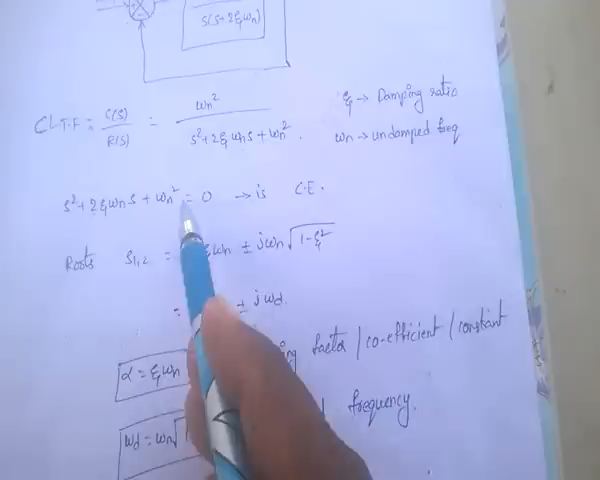 S(S+2ξωn)
C.L.T.F = C(S)/R(S) = ωn²/(s²+2ξωns+ωn²). ξ → Damping ratio
ωn → undamped freq
s²+2ξωns+ωn² = 0 → is C.E.
Roots S1,2 = ξωn ± jωn√(1-ξ²)
= ± jωd.
α = ξωn factor / co-efficient / constant
ωd = ωn√ frequency.